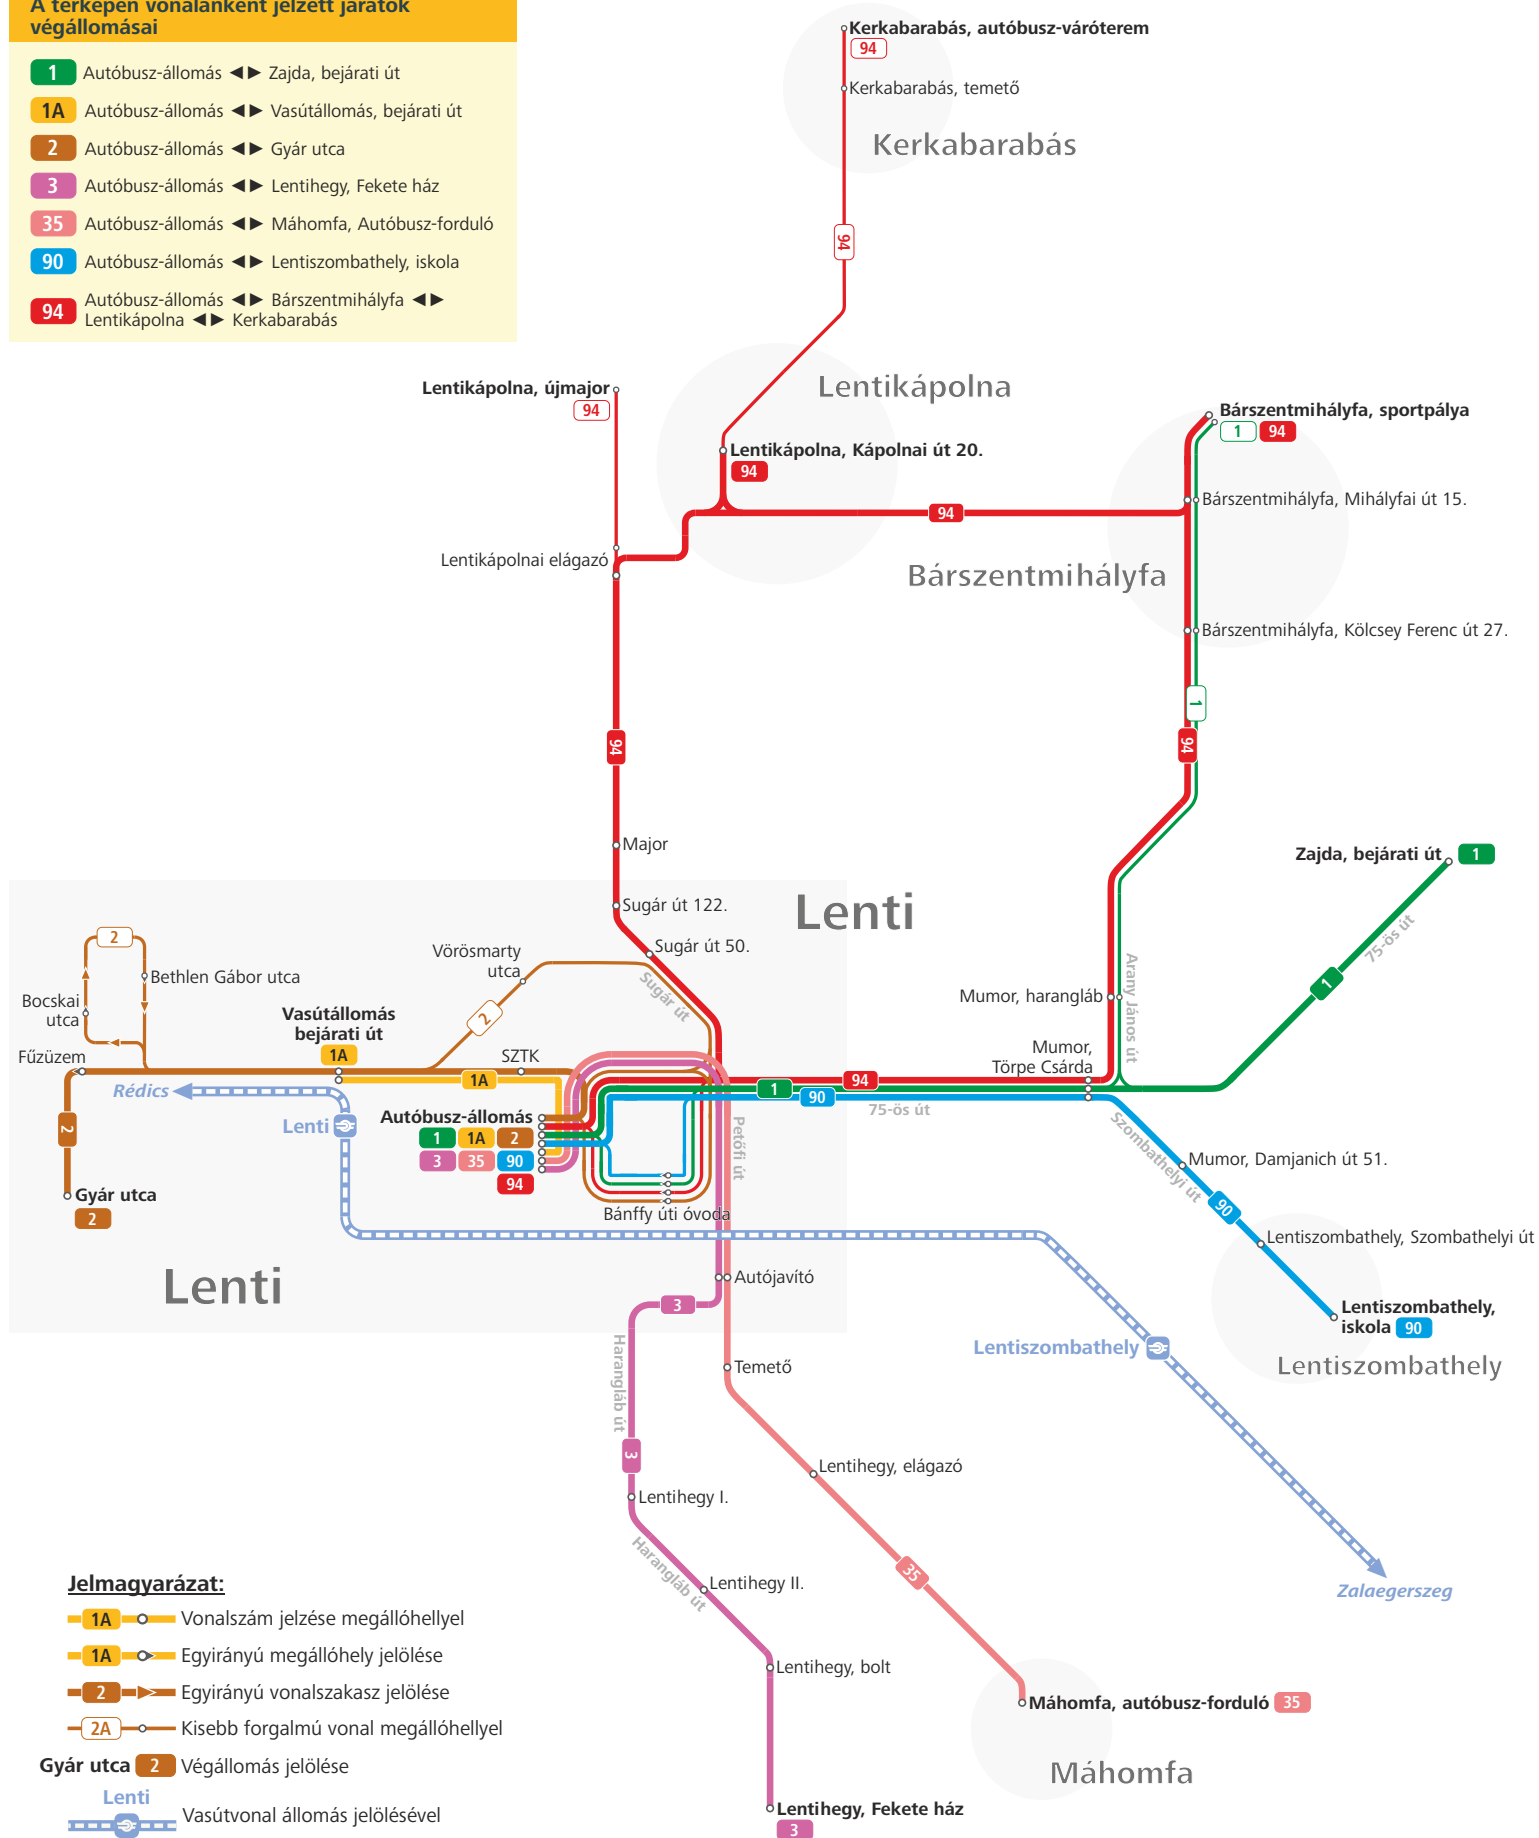 A térképen vonalanként jelzett járatok
végállomásai
1 Autóbusz-állomás ◄► Zajda, bejárati út
1A Autóbusz-állomás ◄► Vasútállomás, bejárati út
2 Autóbusz-állomás ◄► Gyár utca
3 Autóbusz-állomás ◄► Lentihegy, Fekete ház
35 Autóbusz-állomás ◄► Máhomfa, Autóbusz-forduló
90 Autóbusz-állomás ◄► Lentiszombathely, iskola
94 Autóbusz-állomás ◄► Bárszentmihályfa ◄►
Lentikápolna ◄► Kerkabarabás
Kerkabarabás, autóbusz-váróterem
94
Kerkabarabás, temető
Kerkabarabás
94
Lentikápolna
Lentikápolna, újmajor
94
Lentikápolna, Kápolnai út 20.
94
Bárszentmihályfa, sportpálya
1 94
94
Bárszentmihályfa, Mihályfai út 15.
Lentikápolnai elágazó
Bárszentmihályfa
Bárszentmihályfa, Kölcsey Ferenc út 27.
1
94
94
Major
Zajda, bejárati út 1
Sugár út 122.
Lenti
Sugár út 50.
Sugár út
75-ös út
1
Arany János út
2
Bethlen Gábor utca
Bocskai
utca
Vörösmarty
utca
2
Mumor, harangláb
Vasútállomás
bejárati út
1A
Fűzüzem
SZTK
Mumor,
Törpe Csárda
Rédics
1A
94
1
90
75-ös út
Lenti
Autóbusz-állomás
1 1A 2
3 35 90
94
2
Petőfi út
Szombathelyi út
Mumor, Damjanich út 51.
90
Gyár utca
2
Bánffy úti óvoda
Lentiszombathely, Szombathelyi út
Lenti
Autójavító
3
Lentiszombathely,
iskola 90
Lentiszombathely
Lentiszombathely
Harangláb út
Temető
3
Lentihegy, elágazó
Lentihegy I.
Harangláb út
35
Lentihegy II.
Zalaegerszeg
Lentihegy, bolt
Máhomfa, autóbusz-forduló 35
Máhomfa
Lentihegy, Fekete ház
3
Jelmagyarázat:
1A Vonalszám jelzése megállóhellyel
1A Egyirányú megállóhely jelölése
2 Egyirányú vonalszakasz jelölése
2A Kisebb forgalmú vonal megállóhellyel
Gyár utca 2 Végállomás jelölése
Lenti
Vasútvonal állomás jelölésével